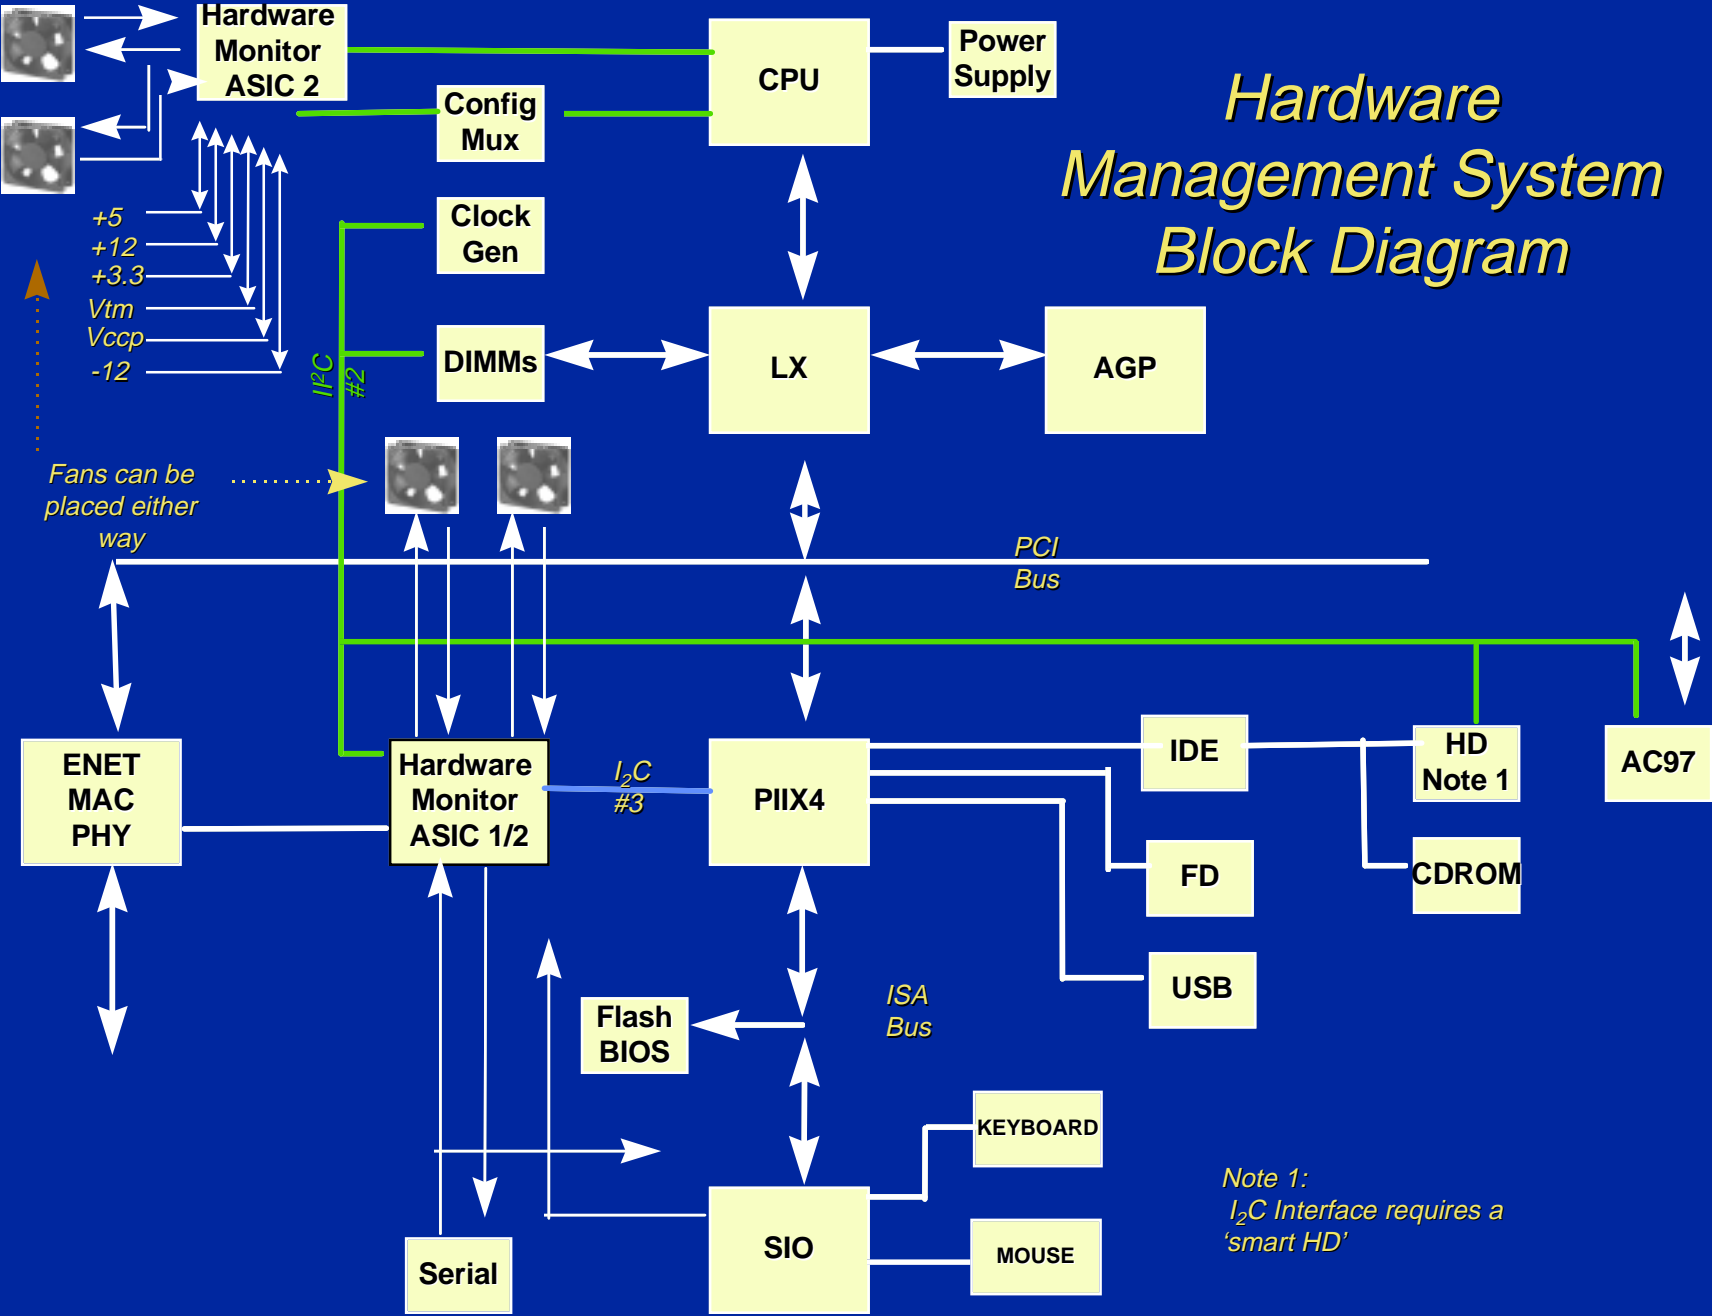 Hardware
Monitor
ASIC 2
CPU
Power
Supply
Hardware
Management System
Block Diagram
Config
Mux
Clock
Gen
+5
+12
+3.3
Vtm
Vccp
-12
II²C
#2
DIMMs
LX
AGP
Fans can be
placed either
way
PCI
Bus
ENET
MAC
PHY
Hardware
Monitor
ASIC 1/2
I₂C
#3
PIIX4
IDE
HD
Note 1
AC97
FD
CDROM
USB
ISA
Bus
Flash
BIOS
KEYBOARD
Note 1:
I₂C Interface requires a
‘smart HD’
SIO
MOUSE
Serial